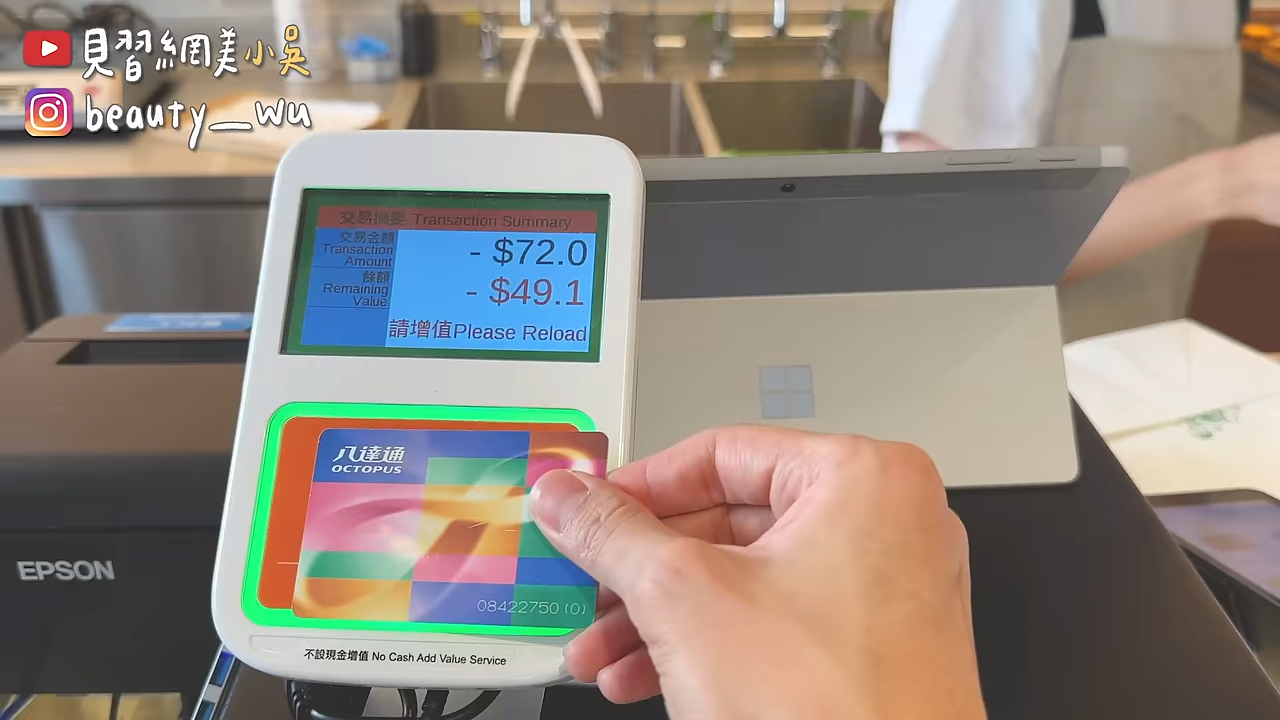 見習網美小吳
beauty__wu
交易摘要 Transaction Summary
交易金額
Transaction
Amount
- $72.0
餘額
Remaining
Value
- $49.1
請增值Please Reload
八達通
OCTOPUS
08422750 (0)
EPSON
不設現金增值 No Cash Add Value Service